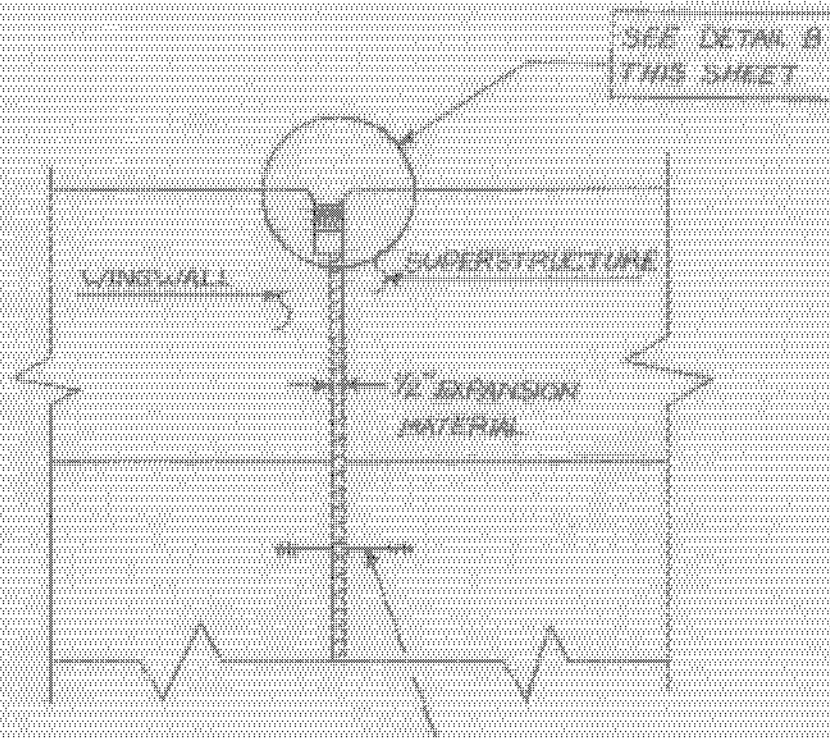 SEE DETAIL B
THIS SHEET
WINGWALL
SUPERSTRUCTURE
1/2" EXPANSION
MATERIAL